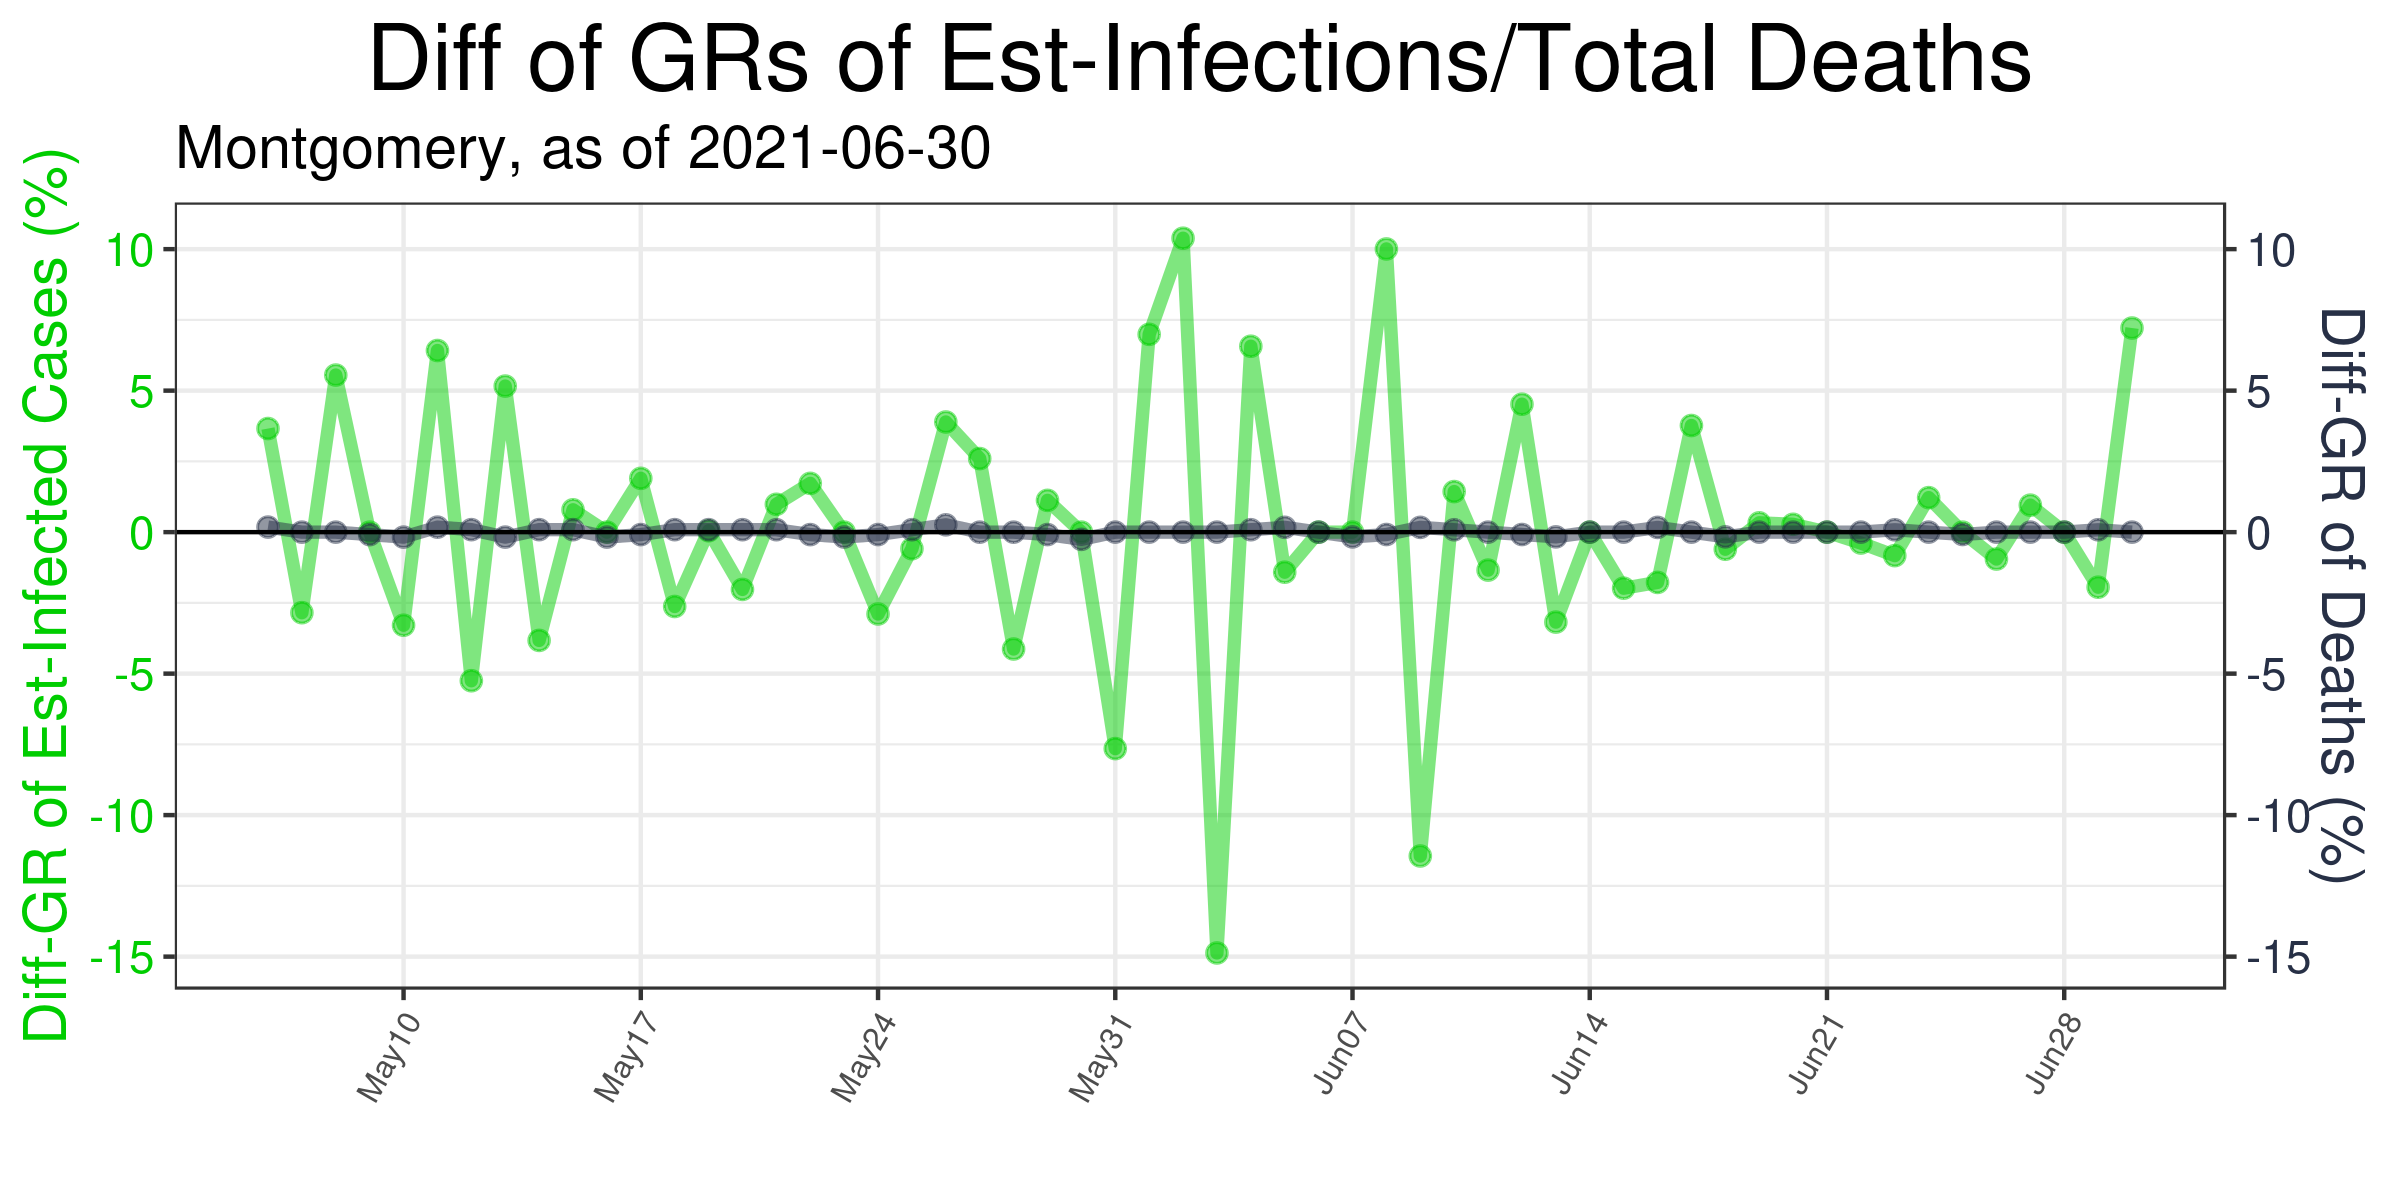 Diff of GRs of Est-Infections/Total Deaths
Montgomery, as of 2021-06-30
Diff-GR of Est-Infected Cases (%)
10
5
0
-5
-10
-15
10
5
0
-5
-10
-15
Diff-GR of Deaths (%)
May10
May17
May24
May31
Jun07
Jun14
Jun21
Jun28